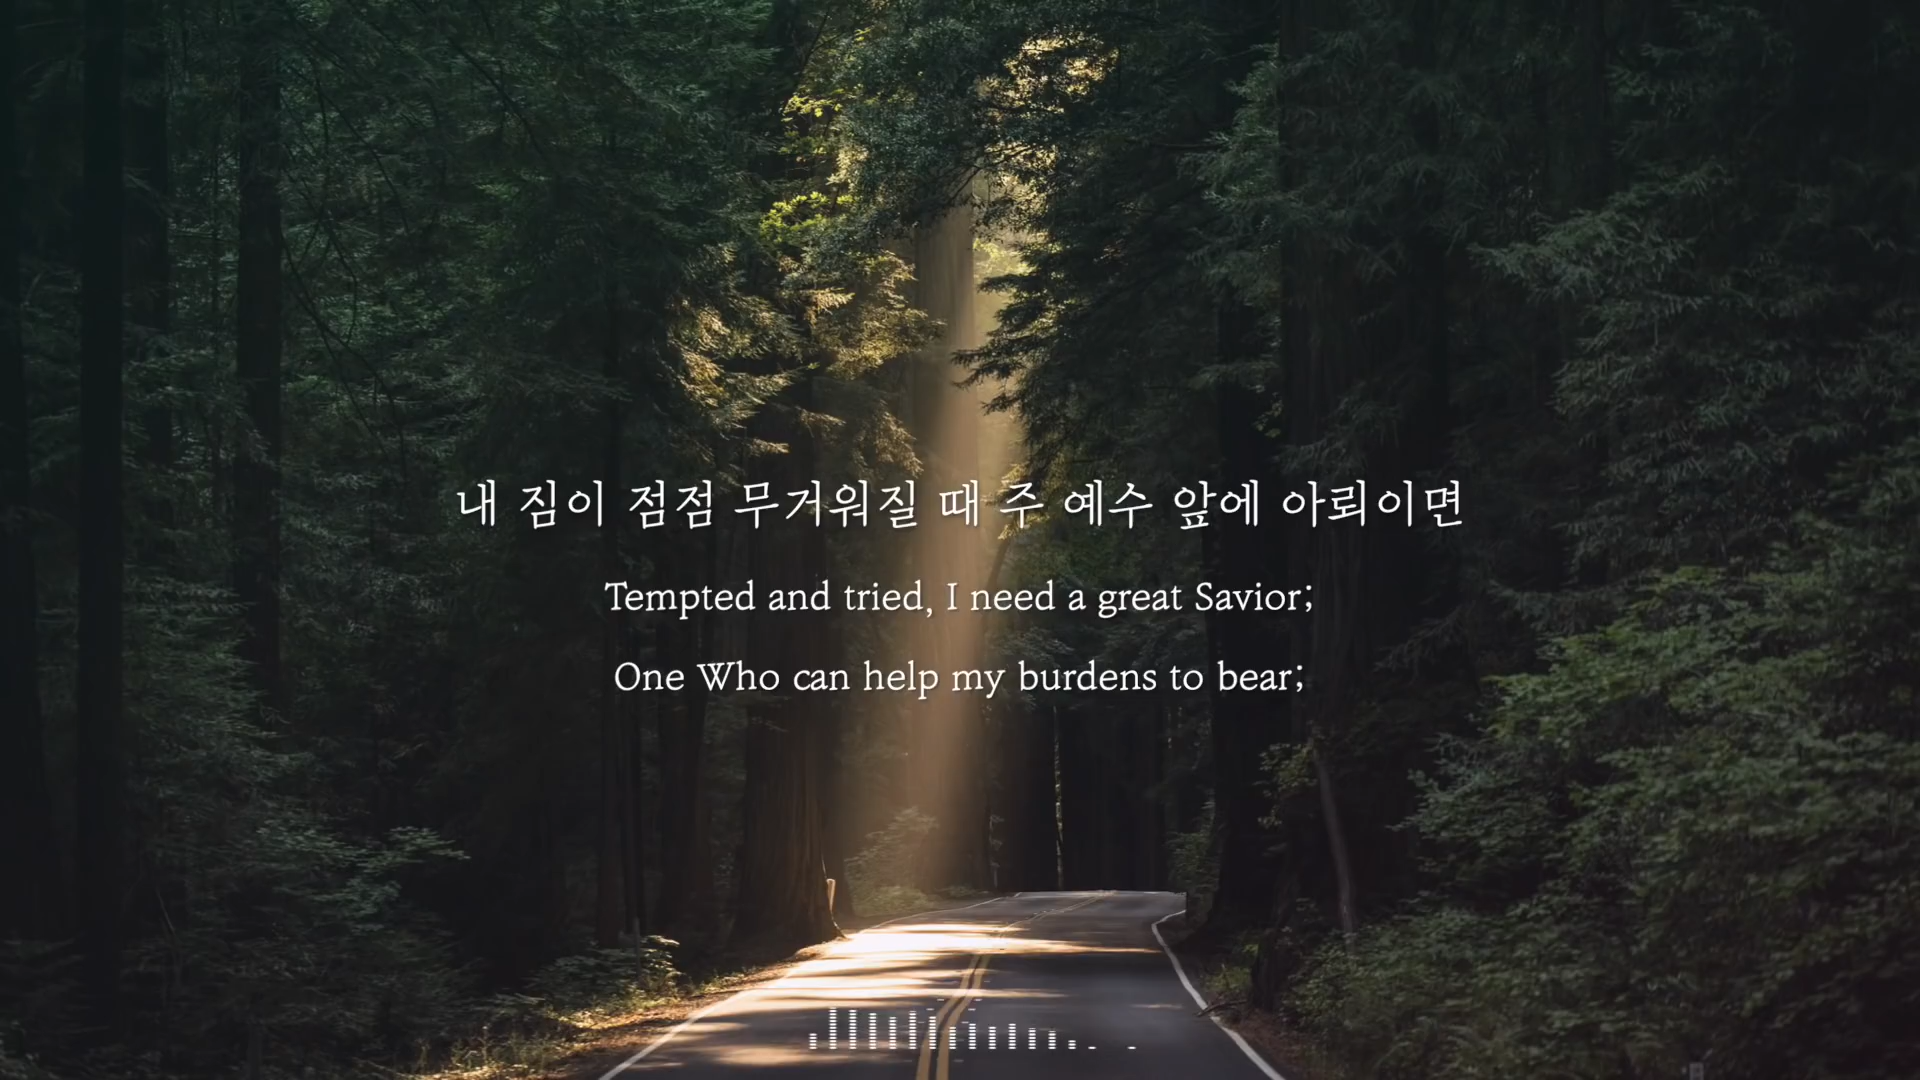 내 짐이 점점 무거워질 때 주 예수 앞에 아뢰이면
Tempted and tried, I need a great Savior;
One Who can help my burdens to bear;